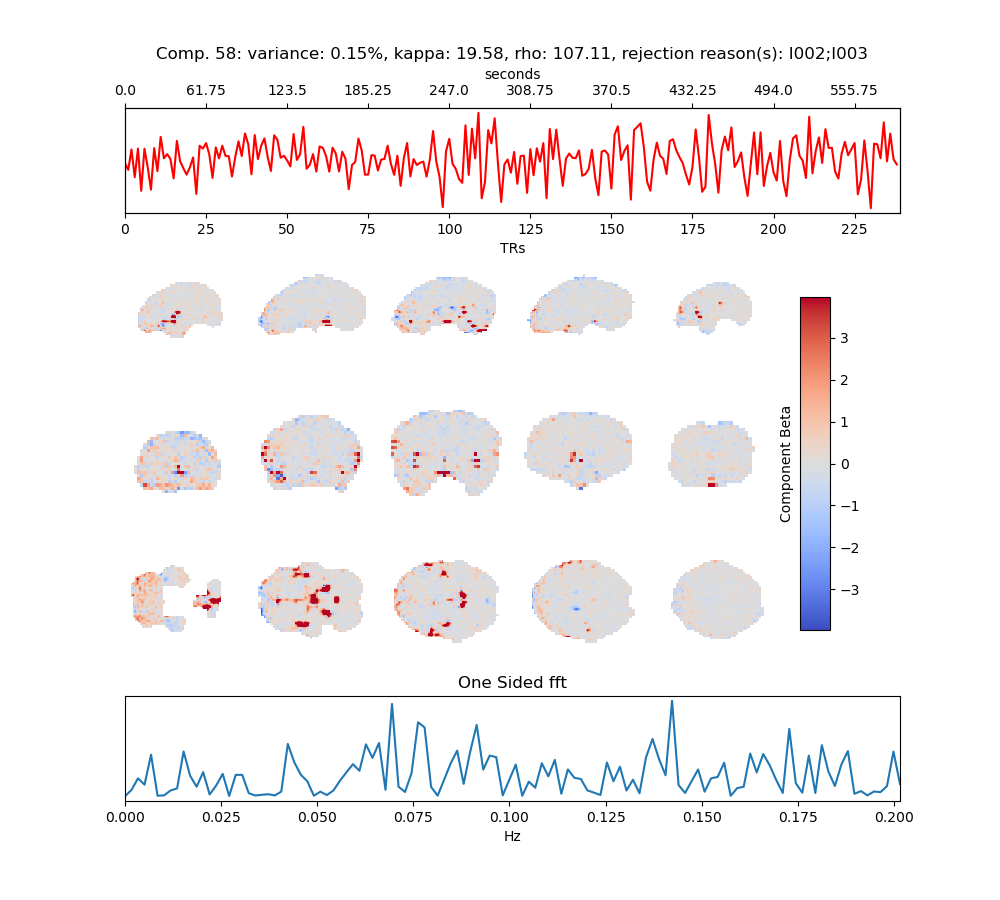 Comp. 58: variance: 0.15%, kappa: 19.58, rho: 107.11, rejection reason(s): I002;I003
seconds
0.0 61.75 123.5 185.25 247.0 308.75 370.5 432.25 494.0 555.75
0 25 50 75 100 125 150 175 200 225
TRs
3
2
1
0
−1
−2
−3
Component Beta
One Sided fft
0.000 0.025 0.050 0.075 0.100 0.125 0.150 0.175 0.200
Hz